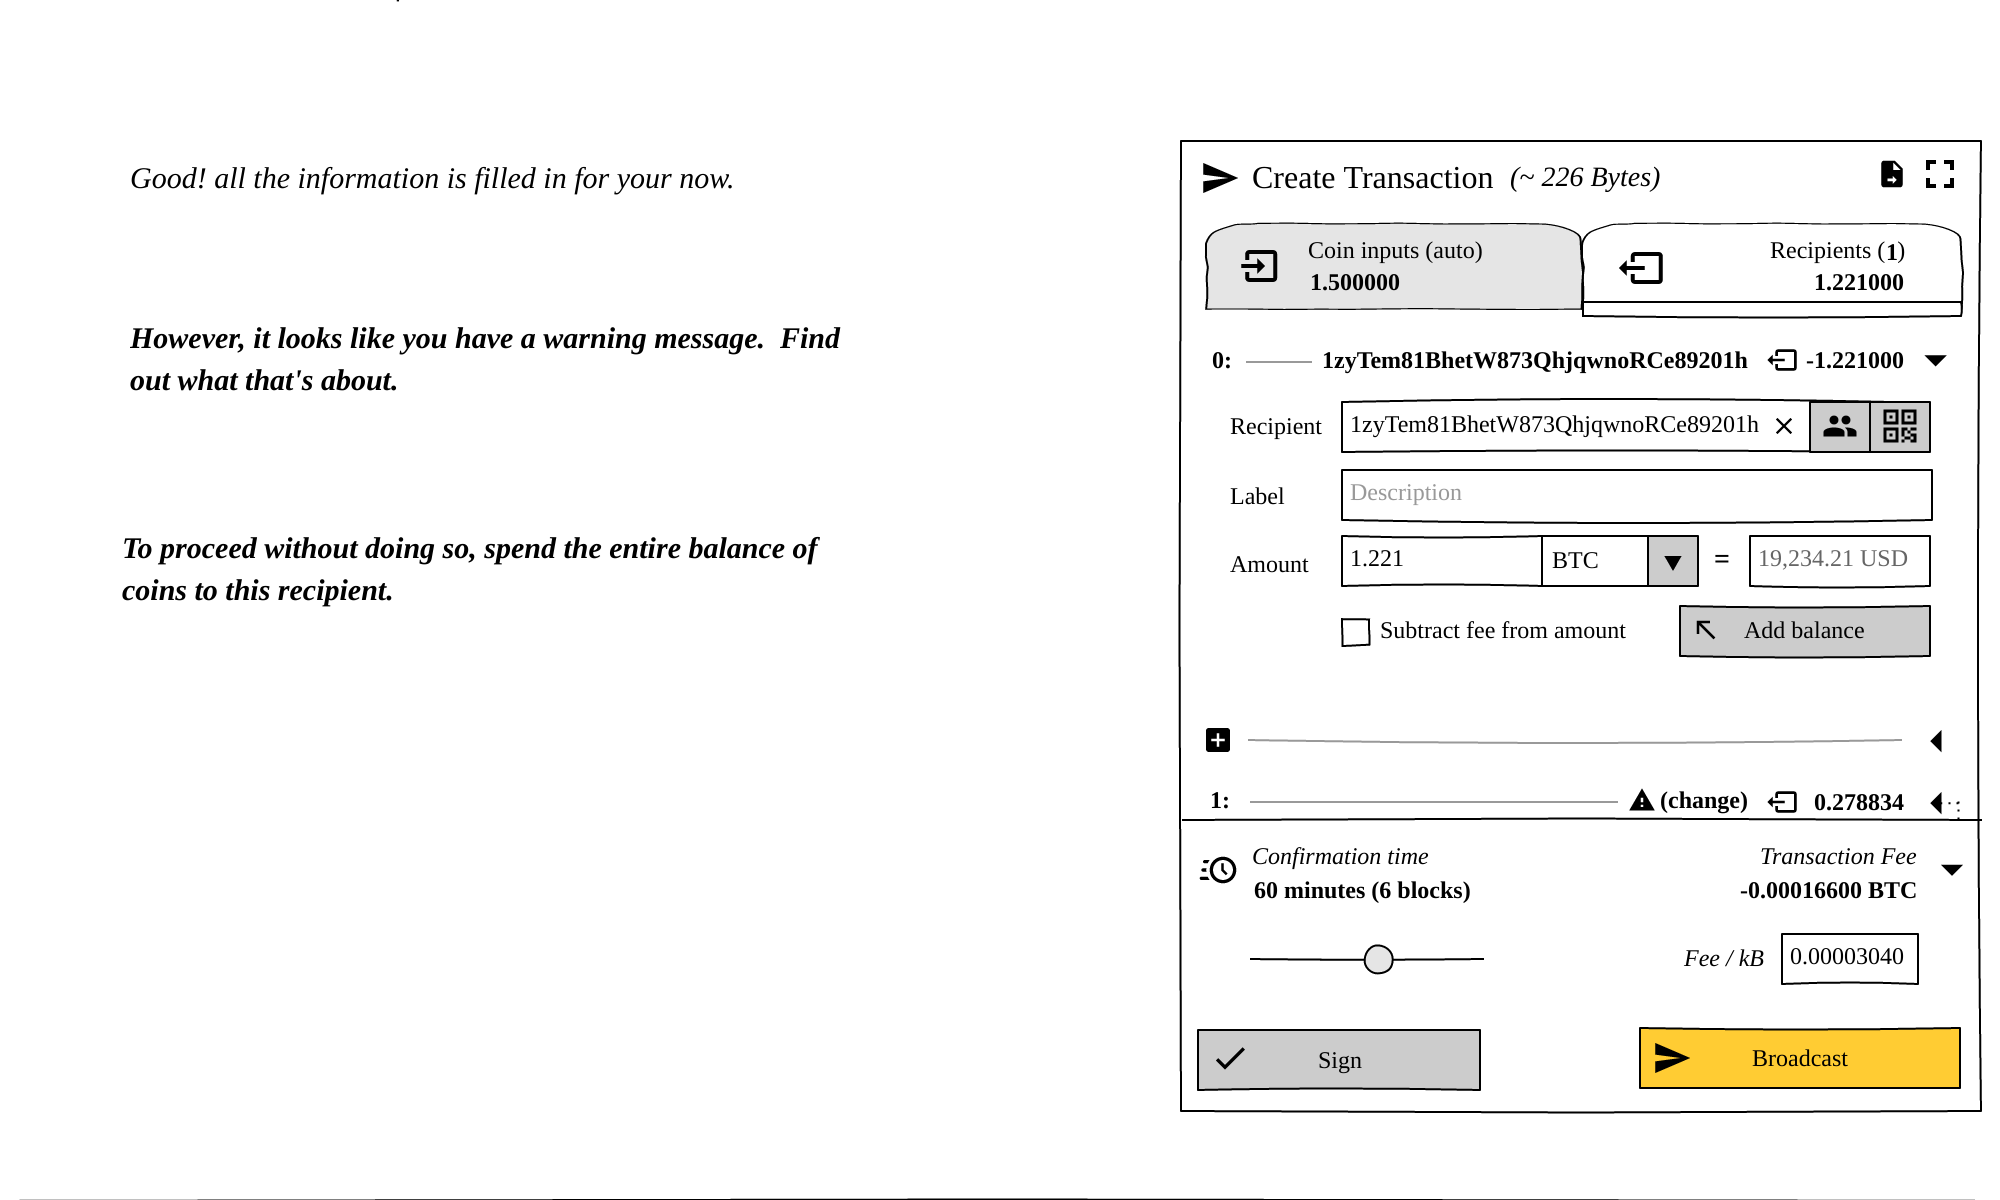 Good! all the information is filled in for your now.
However, it looks like you have a warning message.  Find
out what that's about.
To proceed without doing so, spend the entire balance of
coins to this recipient.
Create Transaction (~ 226 Bytes)
Coin inputs (auto)
1.500000
Recipients (1)
1.221000
0: 1zyTem81BhetW873QhjqwnoRCe89201h -1.221000
Recipient 1zyTem81BhetW873QhjqwnoRCe89201h
Label Description
Amount 1.221 BTC = 19,234.21 USD
Subtract fee from amount Add balance
1: (change) 0.278834
Confirmation time Transaction Fee
60 minutes (6 blocks) -0.00016600 BTC
Fee / kB 0.00003040
Sign Broadcast